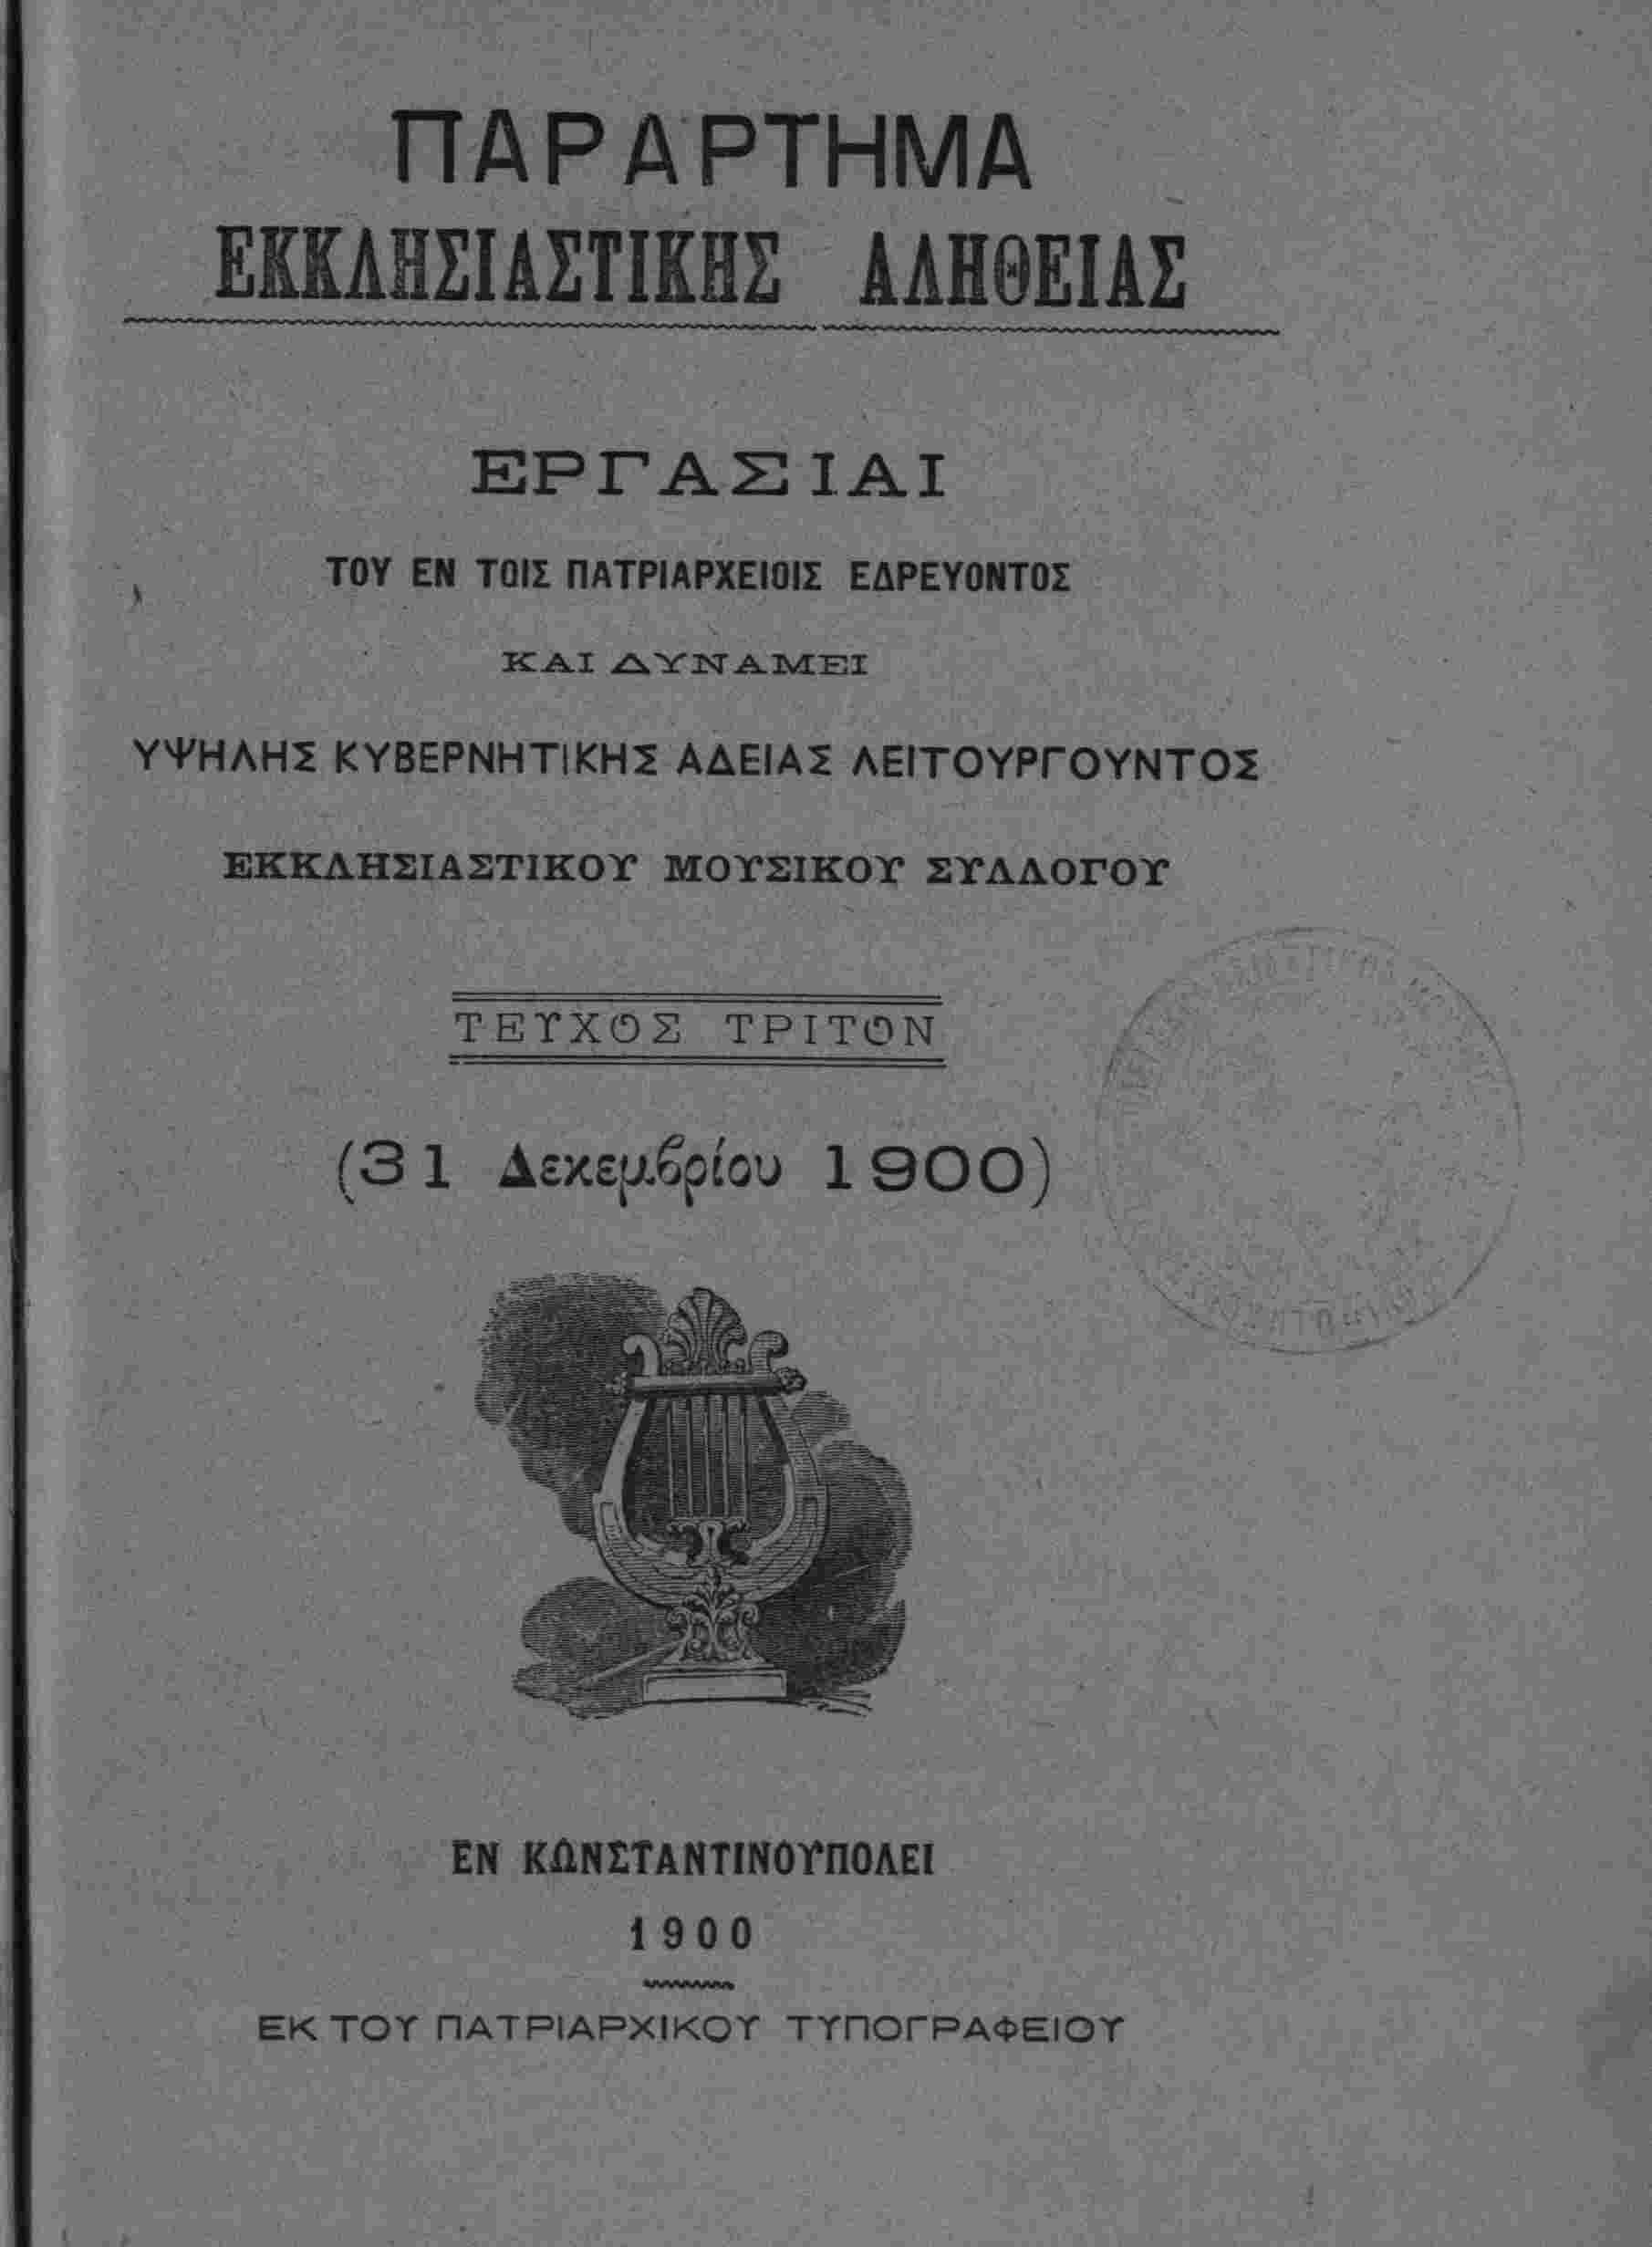 ΠΑΡΑΡΤΗΜΑ
ΕΚΚΛΗΣΙΑΣΤΙΚΗΣ ΑΛΗΘΕΙΑΣ
ΕΡΓΑΣΙΑΙ
ΤΟΥ ΕΝ ΤΟΙΣ ΠΑΤΡΙΑΡΧΕΙΟΙΣ ΕΔΡΕΥΟΝΤΟΣ
ΚΑΙ ΔΥΝΑΜΕΙ
ΥΨΗΛΗΣ ΚΥΒΕΡΝΗΤΙΚΗΣ ΑΔΕΙΑΣ ΛΕΙΤΟΥΡΓΟΥΝΤΟΣ
ΕΚΚΛΗΣΙΑΣΤΙΚΟΥ ΜΟΥΣΙΚΟΥ ΣΥΛΛΟΓΟΥ
ΤΕΥΧΟΣ ΤΡΙΤΟΝ
(31 Δεκεμβρίου 1900)
ΕΝ ΚΩΝΣΤΑΝΤΙΝΟΥΠΟΛΕΙ
1900
ΕΚ ΤΟΥ ΠΑΤΡΙΑΡΧΙΚΟΥ ΤΥΠΟΓΡΑΦΕΙΟΥ